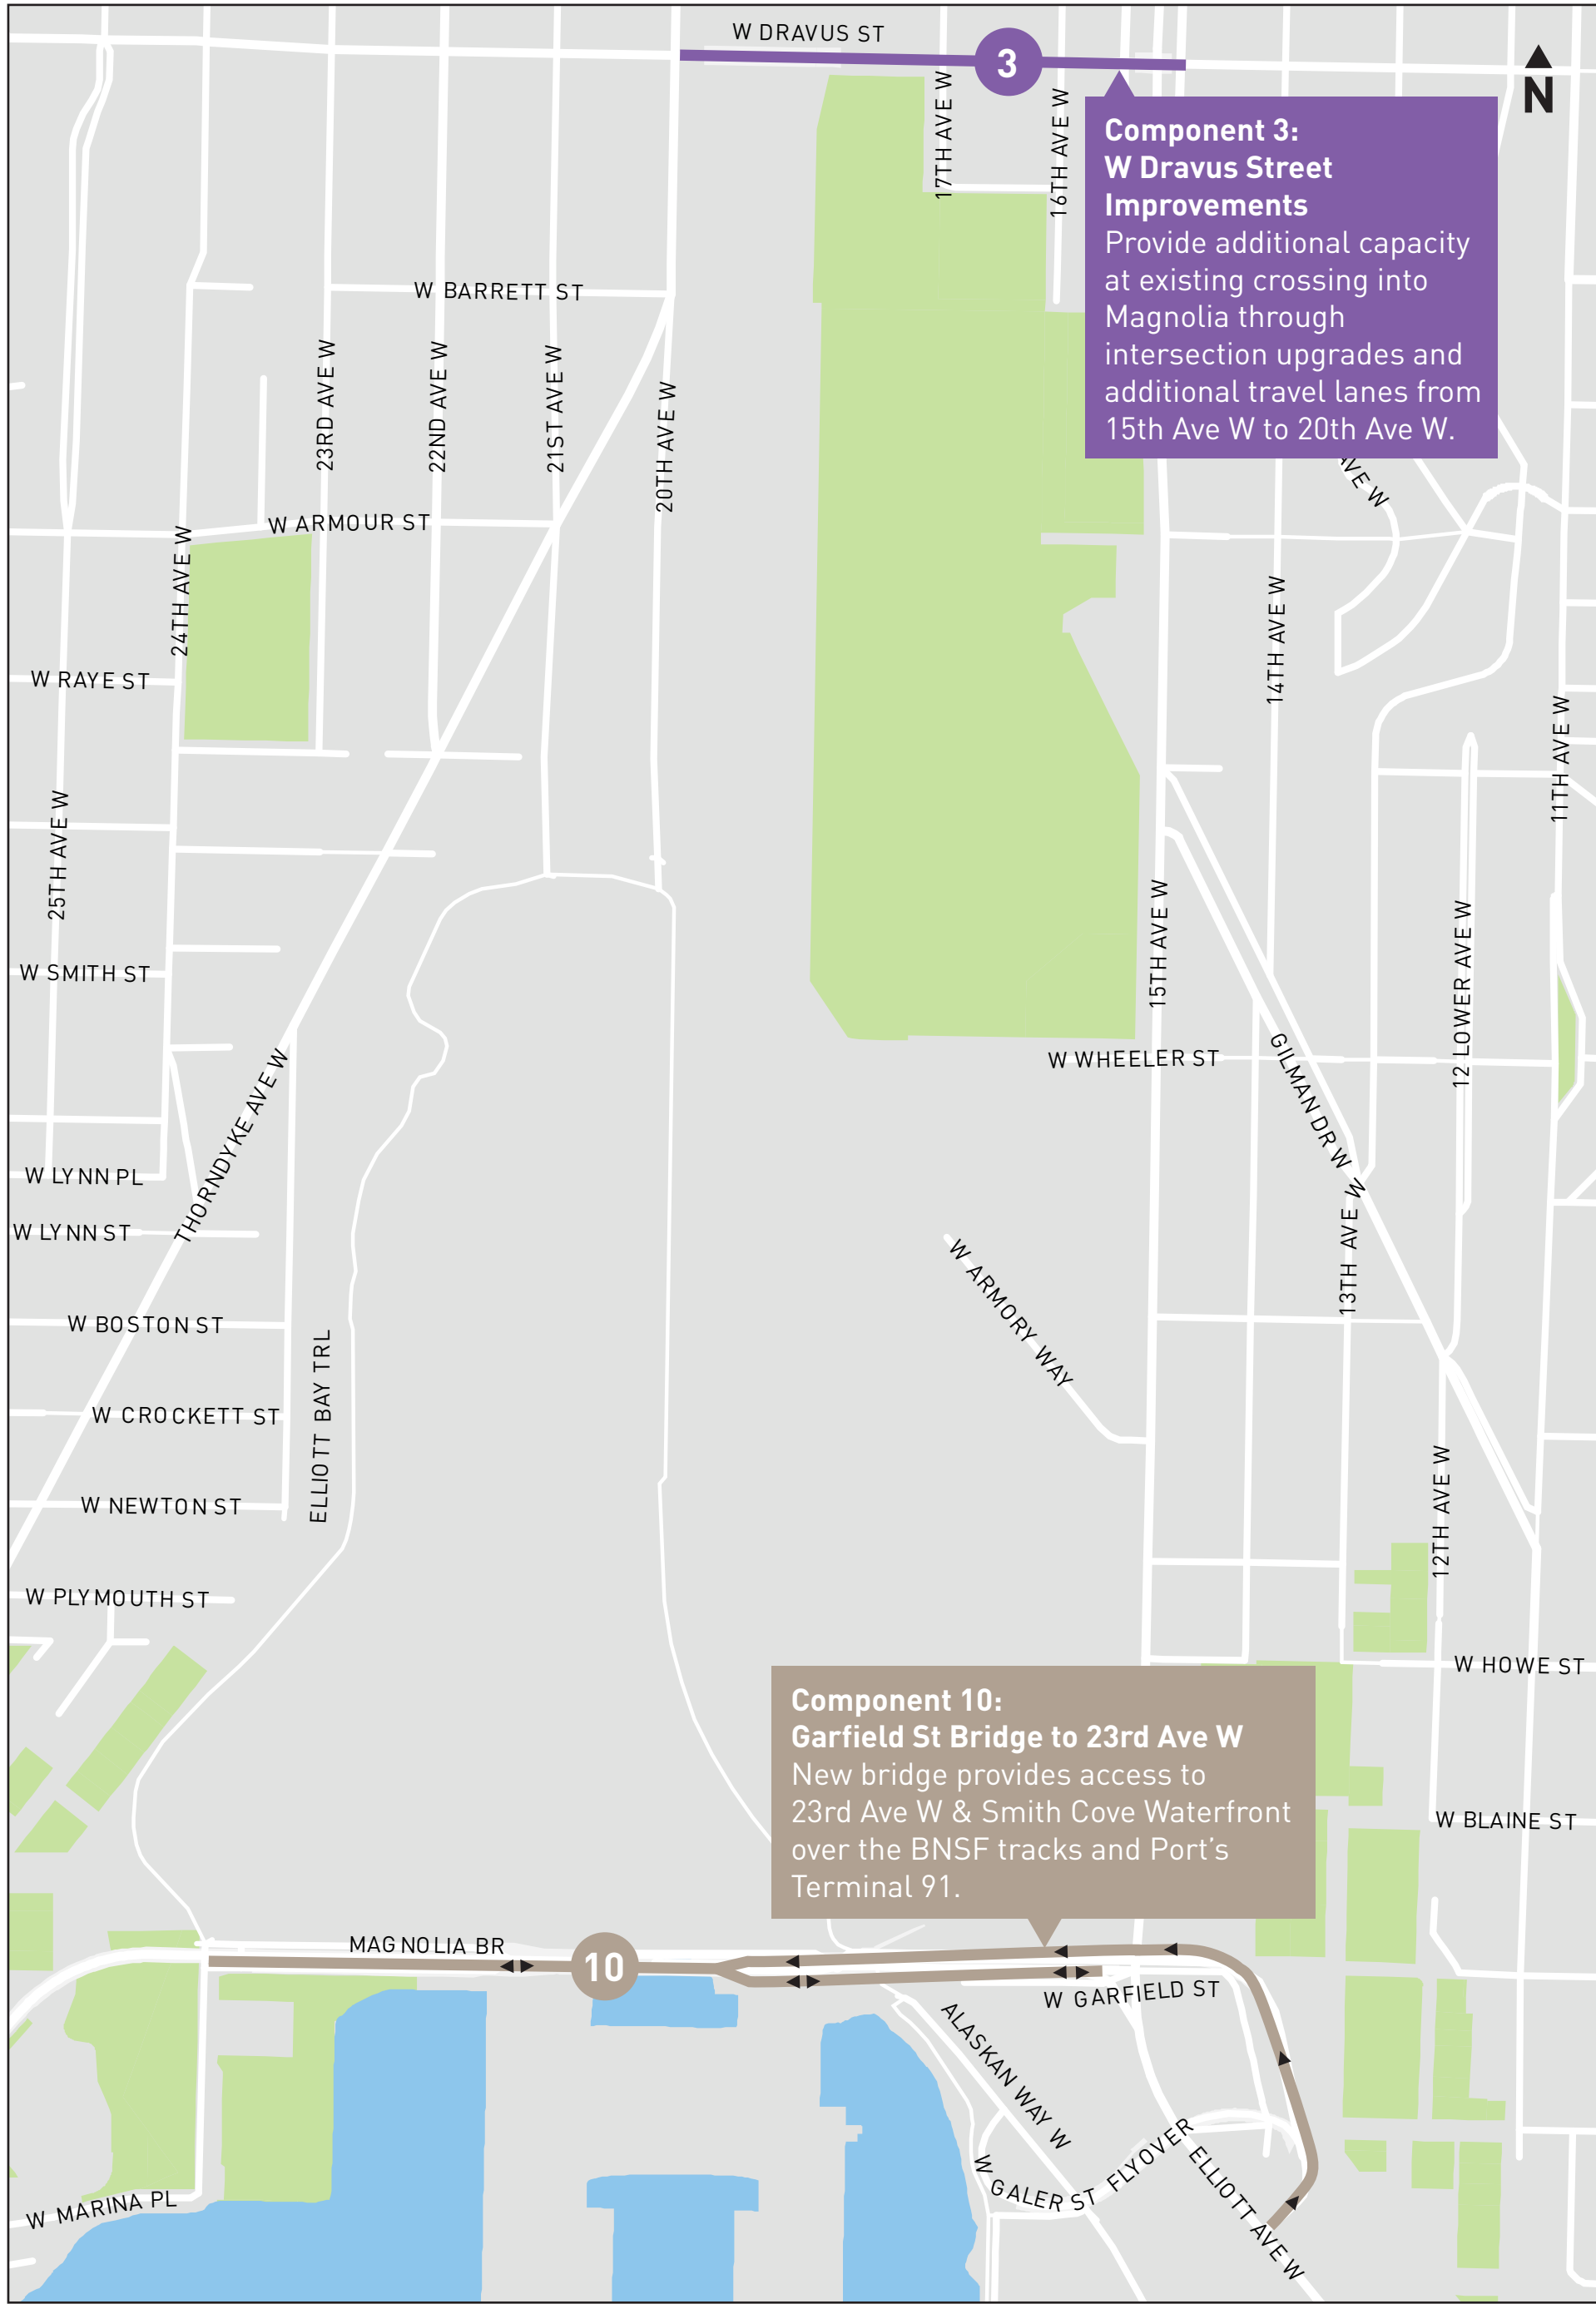 W DRAVUS ST
3
N
17TH AVE W
16TH AVE W
Component 3:
W Dravus Street
Improvements
Provide additional capacity
at existing crossing into
Magnolia through
intersection upgrades and
additional travel lanes from
15th Ave W to 20th Ave W.
W BARRETT ST
23RD AVE W
22ND AVE W
21ST AVE W
20TH AVE W
AVE W
W ARMOUR ST
24TH AVE W
14TH AVE W
W RAYE ST
11TH AVE W
25TH AVE W
15TH AVE W
12 LOWER AVE W
W SMITH ST
W WHEELER ST
GILMAN DR W
THORNDYKE AVE W
W LYNN PL
13TH AVE W
W LYNN ST
W ARMORY WAY
W BOSTON ST
ELLIOTT BAY TRL
W CROCKETT ST
12TH AVE W
W NEWTON ST
W PLYMOUTH ST
W HOWE ST
Component 10:
Garfield St Bridge to 23rd Ave W
New bridge provides access to
23rd Ave W & Smith Cove Waterfront
over the BNSF tracks and Port's
Terminal 91.
W BLAINE ST
MAGNOLIA BR
10
W GARFIELD ST
ALASKAN WAY W
W GALER ST FLYOVER
ELLIOTT AVE W
W MARINA PL